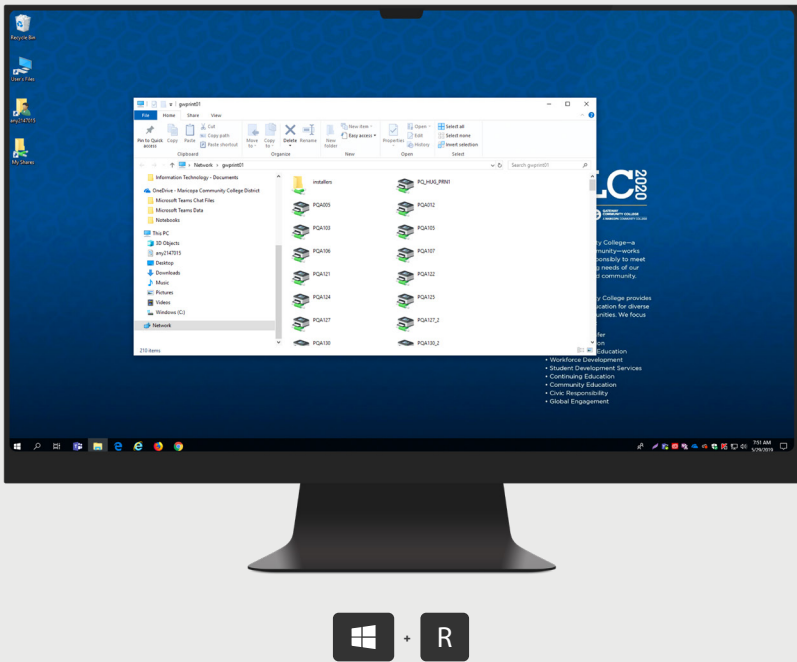 Recycle Bin
User's Files
any2147013
My Shares
gwprint01
File Home Share View
Pin to Quick access
Copy
Paste
Cut
Copy path
Paste shortcut
Move to
Copy to
Delete
Rename
New folder
New item
Easy access
Properties
Open
Edit
History
Select all
Select none
Invert selection
Clipboard Organize New Open Select
Network > gwprint01
Search gwprint01
Information Technology - Documents
OneDrive - Maricopa Community College District
Microsoft Teams Chat Files
Microsoft Teams Data
Notebooks
This PC
3D Objects
any2147013
Desktop
Downloads
Music
Pictures
Videos
Windows (C:)
Network
installers PQ_HUG_PRN1
PQA005 PQA012
PQA103 PQA105
PQA106 PQA107
PQA121 PQA122
PQA124 PQA125
PQA127 PQA127_2
PQA130 PQA130_2
210 items
LC
2020
GATEWAY
COMMUNITY COLLEGE
ty College—a
munity—works
ponsibly to meet
g needs of our
d community.
y College provides
ucation for diverse
unities. We focus
fer
on
Education
• Workforce Development
• Student Development Services
• Continuing Education
• Community Education
• Civic Responsibility
• Global Engagement
7:51 AM
5/29/2019
+ R